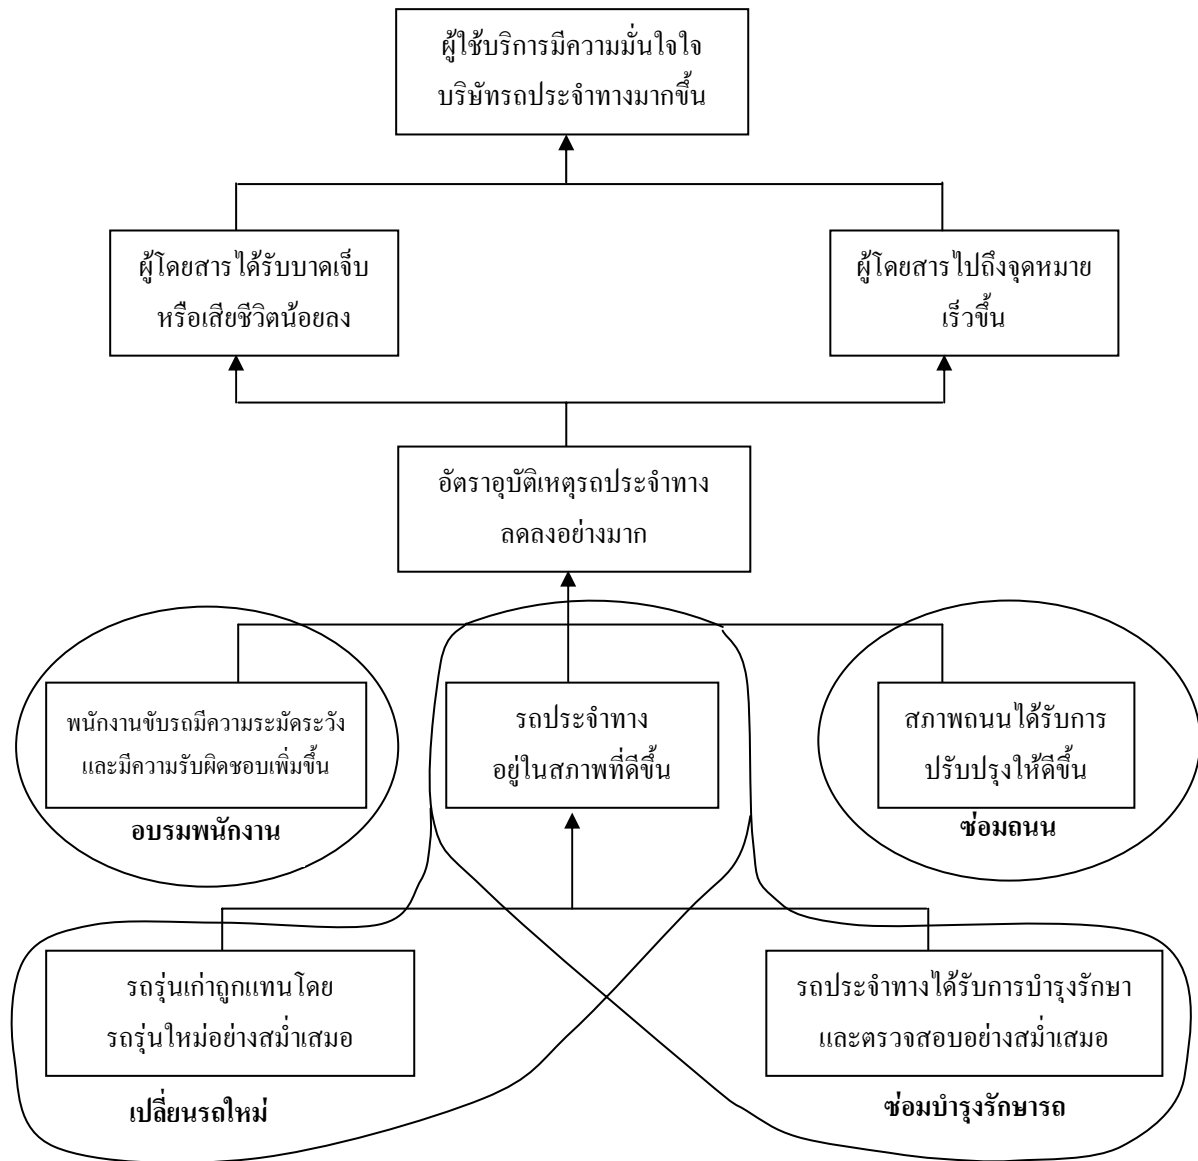 ผู้ใช้บริการมีความมั่นใจใจ
บริษัทรถประจำทางมากขึ้น
ผู้โดยสารได้รับบาดเจ็บ
หรือเสียชีวิตน้อยลง
ผู้โดยสารไปถึงจุดหมาย
เร็วขึ้น
อัตราอุบัติเหตุรถประจำทาง
ลดลงอย่างมาก
พนักงานขับรถมีความระมัดระวัง
และมีความรับผิดชอบเพิ่มขึ้น
อบรมพนักงาน
รถประจำทาง
อยู่ในสภาพที่ดีขึ้น
สภาพถนนได้รับการ
ปรับปรุงให้ดีขึ้น
ซ่อมถนน
รถรุ่นเก่าถูกแทนโดย
รถรุ่นใหม่อย่างสม่ำเสมอ
เปลี่ยนรถใหม่
รถประจำทางได้รับการบำรุงรักษา
และตรวจสอบอย่างสม่ำเสมอ
ซ่อมบำรุงรักษารถ